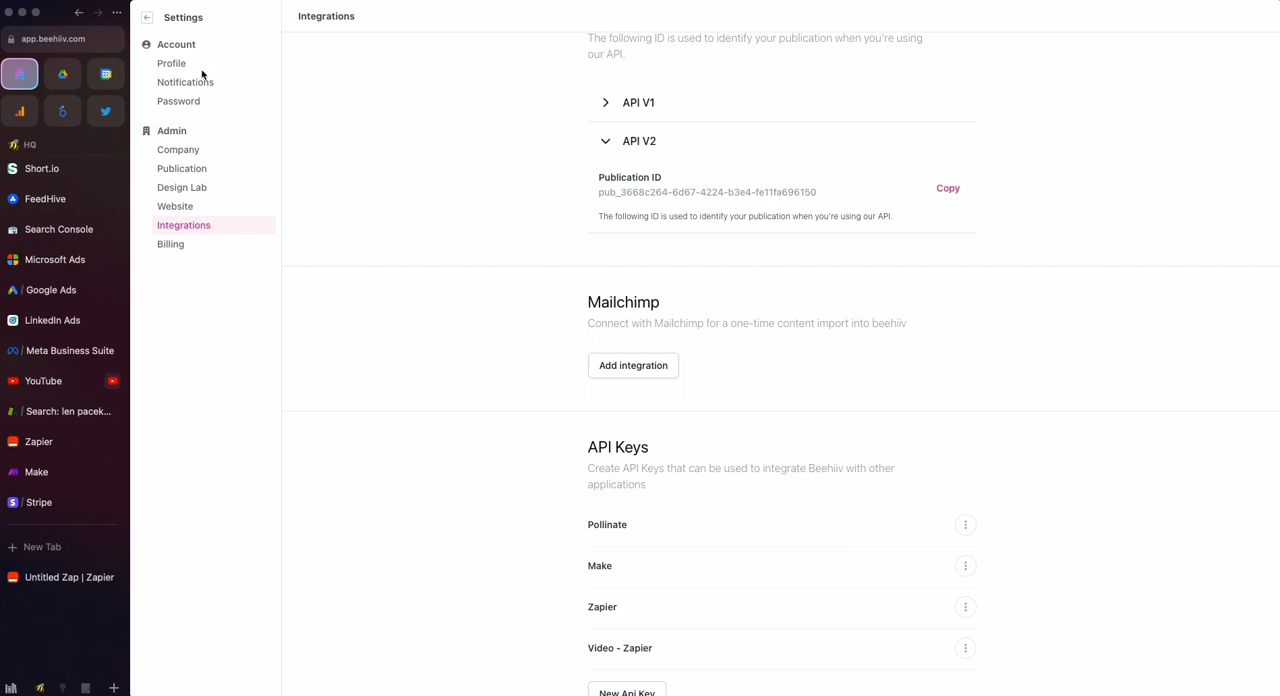 app.beehiiv.com
HQ
Short.io
FeedHive
Search Console
Microsoft Ads
/ Google Ads
LinkedIn Ads
/ Meta Business Suite
YouTube
/ Search: len pacek...
Zapier
Make
/ Stripe
New Tab
Untitled Zap | Zapier
Settings
Account
Profile
Notifications
Password
Admin
Company
Publication
Design Lab
Website
Integrations
Billing
Integrations
The following ID is used to identify your publication when you're using
our API.
API V1
API V2
Publication ID
pub_3668c264-6d67-4224-b3e4-fe11fa696150
Copy
The following ID is used to identify your publication when you're using our API.
Mailchimp
Connect with Mailchimp for a one-time content import into beehiiv
Add integration
API Keys
Create API Keys that can be used to integrate Beehiiv with other
applications
Pollinate
Make
Zapier
Video - Zapier
New Api Key